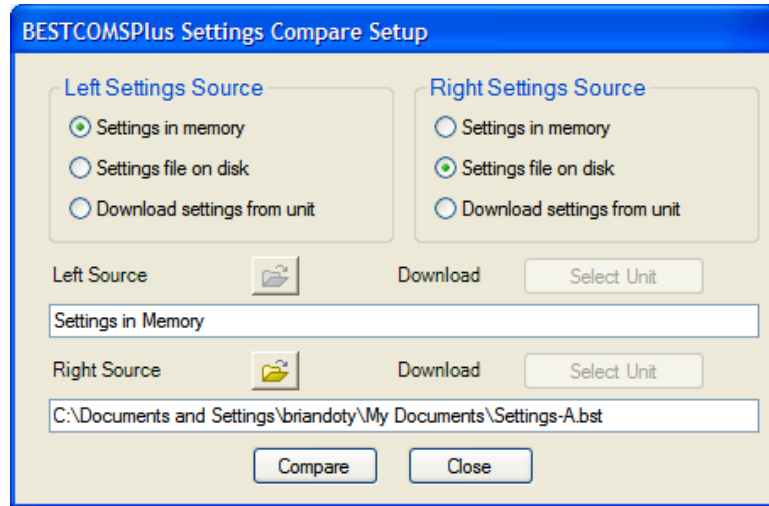 BESTCOMSPlus Settings Compare Setup
Left Settings Source
Right Settings Source
Settings in memory
Settings in memory
Settings file on disk
Settings file on disk
Download settings from unit
Download settings from unit
Left Source
Download
Select Unit
Settings in Memory
Right Source
Download
Select Unit
C:\Documents and Settings\briandoty\My Documents\Settings-A.bst
Compare
Close